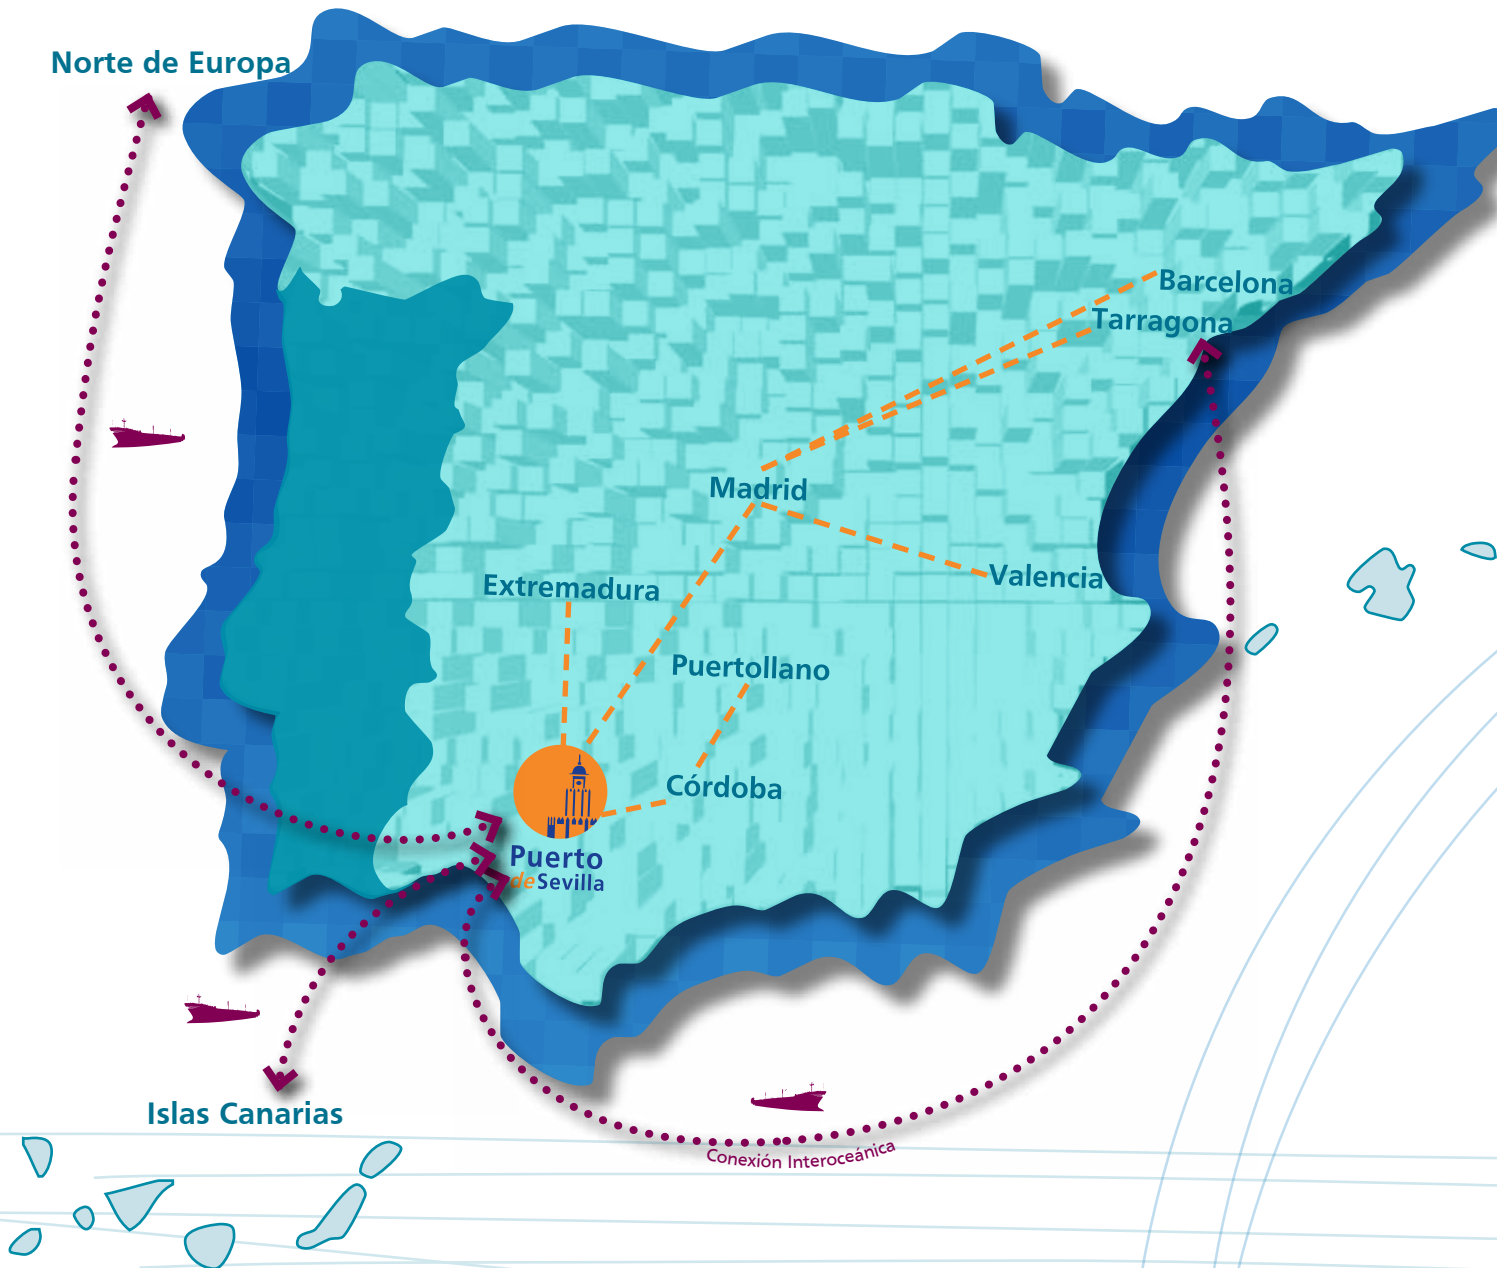 Norte de Europa
Barcelona
Tarragona
Madrid
Valencia
Extremadura
Puertollano
Córdoba
Puerto
de Sevilla
Islas Canarias
Conexión Interoceánica